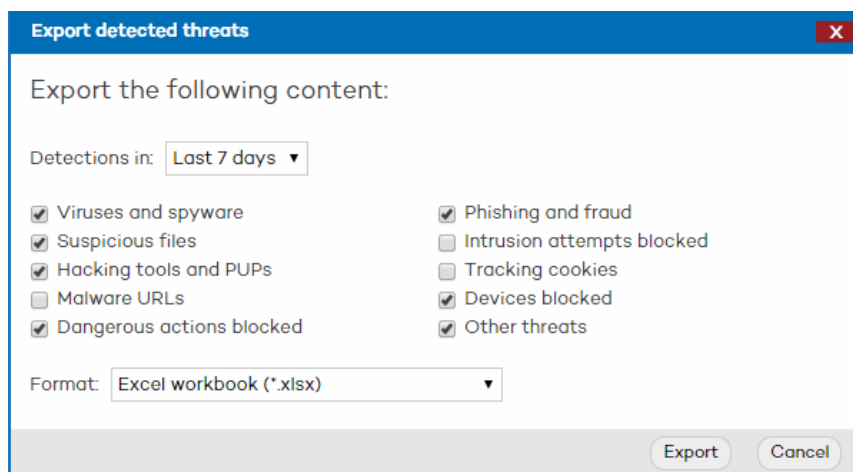 Export detected threats
X
Export the following content:
Detections in: Last 7 days
Viruses and spyware
Suspicious files
Hacking tools and PUPs
Malware URLs
Dangerous actions blocked
Phishing and fraud
Intrusion attempts blocked
Tracking cookies
Devices blocked
Other threats
Format: Excel workbook (*.xlsx)
Export Cancel